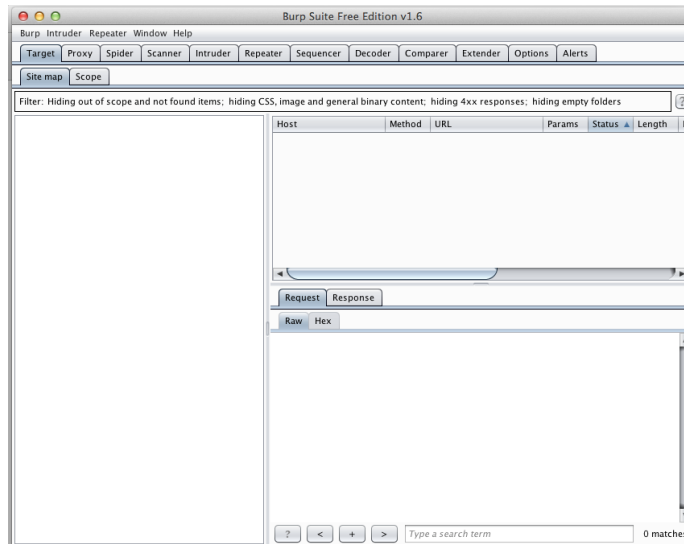 Burp Suite Free Edition v1.6
Burp Intruder Repeater Window Help
Target Proxy Spider Scanner Intruder Repeater Sequencer Decoder Comparer Extender Options Alerts
Site map Scope
Filter: Hiding out of scope and not found items; hiding CSS, image and general binary content; hiding 4xx responses; hiding empty folders
?
Host Method URL Params Status Length
Request Response
Raw Hex
? < + > Type a search term 0 matches